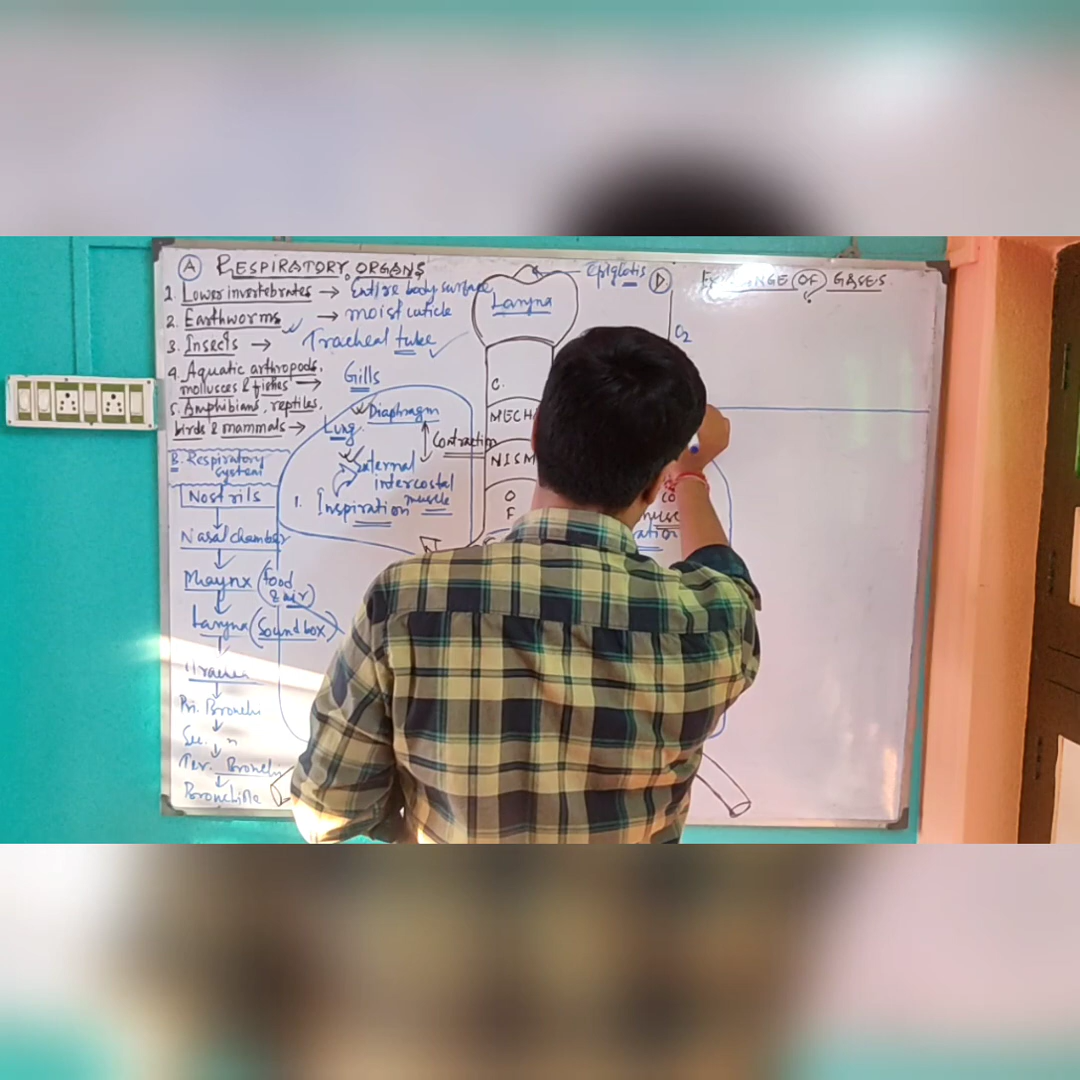 A RESPIRATORY ORGANS
1. Lower invertebrates → Entire body surface
2. Earthworms → moist cuticle
3. Insects → Tracheal tube
4. Aquatic arthropods,
molluscs & fishes → Gills
5. Amphibians, reptiles,
birds & mammals → Lung
B. Respiratory
system
Nostrils
Nasal chamber
Pharynx (Food
& air)
Larynx (Sound box)
Trachea
Pri. Bronchi
Sec. "
Ter. Bronchi
Bronchiole
Diaphragm
Contraction
External
intercostal
muscle
1. Inspiration
Epiglotis
Larynx
C.
MECH
NISM
O
F
D. OF GASES
O2